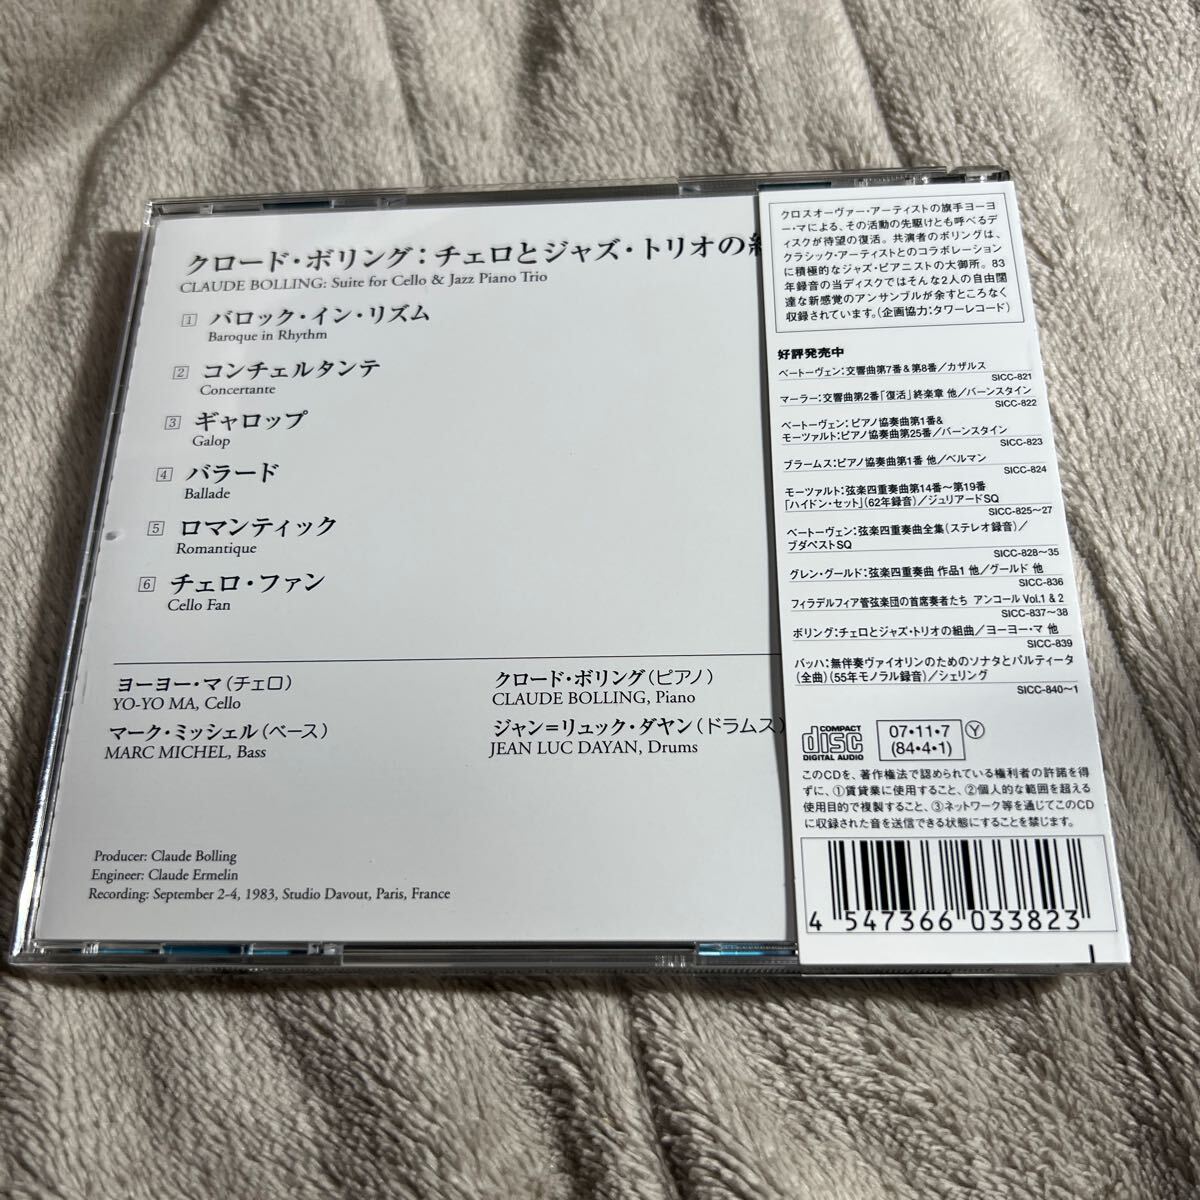 クロード・ボリング：チェロとジャズ・トリオの
CLAUDE BOLLING: Suite for Cello & Jazz Piano Trio
1 バロック・イン・リズム
Baroque in Rhythm
2 コンチェルタンテ
Concertante
3 ギャロップ
Galop
4 バラード
Ballade
5 ロマンティック
Romantique
6 チェロ・ファン
Cello Fan
ヨーヨー・マ（チェロ）
YO-YO MA, Cello
クロード・ボリング（ピアノ）
CLAUDE BOLLING, Piano
マーク・ミッシェル（ベース）
MARC MICHEL, Bass
ジャン＝リュック・ダヤン（ドラムス）
JEAN LUC DAYAN, Drums
Producer: Claude Bolling
Engineer: Claude Ermelin
Recording: September 2-4, 1983, Studio Davout, Paris, France
クロスオーヴァー・アーティストの旗手ヨーヨ
ー・マによる、その活動の先駆けとも呼べるデ
ィスクが待望の復活。共演者のボリングは、
クラシック・アーティストとのコラボレーション
に積極的なジャズ・ピアニストの大御所。83
年録音の当ディスクではそんな2人の自由闊
達な新感覚のアンサンブルが余すところなく
収録されています。（企画協力：タワーレコード）
好評発売中
ベートーヴェン：交響曲第7番＆第8番／カザルス
SICC-821
マーラー：交響曲第2番「復活」終楽章 他／バーンスタイン
SICC-822
ベートーヴェン：ピアノ協奏曲第1番＆
モーツァルト：ピアノ協奏曲第25番／バーンスタイン
SICC-823
ブラームス：ピアノ協奏曲第1番 他／ベルマン
SICC-824
モーツァルト：弦楽四重奏曲第14番～第19番
「ハイドン・セット」（62年録音）／ジュリアードSQ
SICC-825～27
ベートーヴェン：弦楽四重奏曲全集（ステレオ録音）／
ブダペストSQ
SICC-828～35
グレン・グールド：弦楽四重奏曲 作品1 他／グールド 他
SICC-836
フィラデルフィア管弦楽団の首席奏者たち アンコール Vol.1 & 2
SICC-837～38
ボリング：チェロとジャズ・トリオの組曲／ヨーヨー・マ 他
SICC-839
バッハ：無伴奏ヴァイオリンのためのソナタとパルティータ
（全曲）（55年モノラル録音）／シェリング
SICC-840～1
COMPACT
disc
DIGITAL AUDIO
07・11・7
(84・4・1)
Y
このCDを、著作権法で認められている権利者の許諾を得
ずに、①賃貸業に使用すること、②個人的な範囲を超える
使用目的で複製すること、③ネットワーク等を通じてこのCD
に収録された音を送信できる状態にすることを禁じます。
4 547366 033823